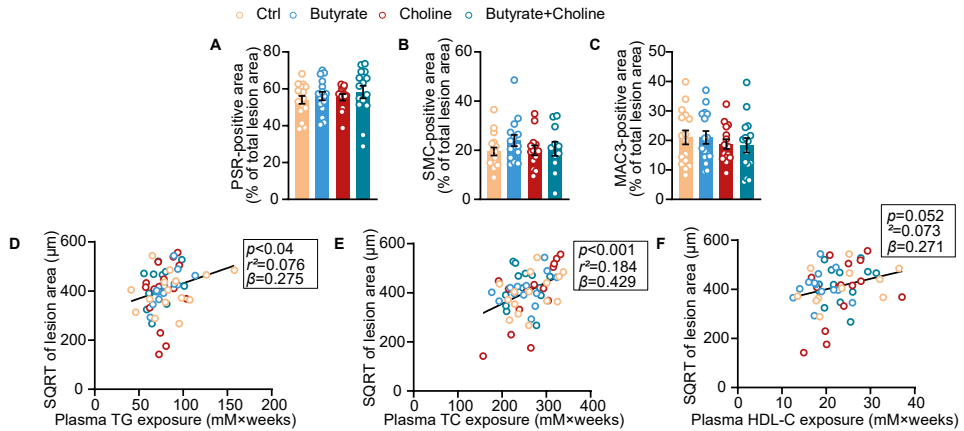 Ctrl Butyrate Choline Butyrate+Choline
A
PSR-positive area
(% of total lesion area)
80
60
40
20
0
B
SMC-positive area
(% of total lesion area)
60
40
20
0
C
MAC3-positive area
(% of total lesion area)
50
40
30
20
10
0
D
SQRT of lesion area (µm)
600
400
200
0
0 50 100 150 200
Plasma TG exposure (mM×weeks)
p<0.04
r²=0.076
β=0.275
E
SQRT of lesion area (µm)
600
400
200
0
0 100 200 300 400
Plasma TC exposure (mM×weeks)
p<0.001
r²=0.184
β=0.429
F
SQRT of lesion area (µm)
600
400
200
0
0 10 20 30 40
Plasma HDL-C exposure (mM×weeks)
p=0.052
²=0.073
β=0.271